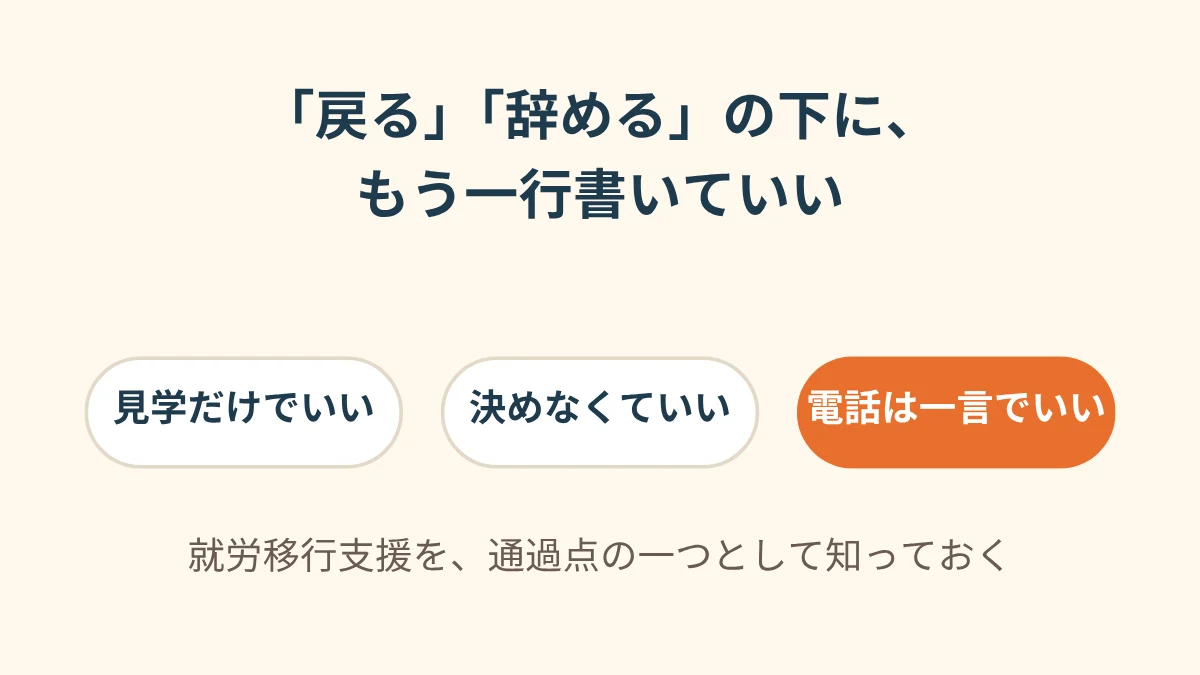 「戻る」「辞める」の下に、
もう一行書いていい
見学だけでいい
決めなくていい
電話は一言でいい
就労移行支援を、通過点の一つとして知っておく